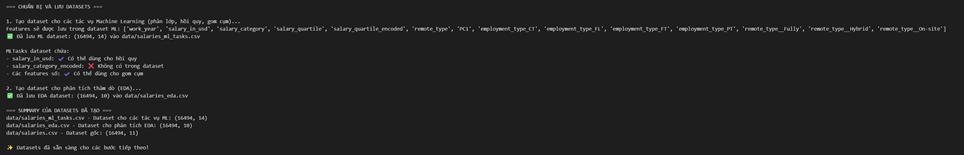 === CHUẨN BỊ VÀ LƯU DATASETS ===
1. Tạo dataset cho các tác vụ Machine Learning (phân lớp, hồi quy, gom cụm)...
Features sẽ được lưu trong dataset ML: ['work_year', 'salary_in_usd', 'salary_category', 'salary_quartile', 'salary_quartile_encoded', 'remote_type', 'PC1', 'employment_type_CT', 'employment_type_FL', 'employment_type_FT', 'employment_type_PT', 'remote_type__Fully', 'remote_type__Hybrid', 'remote_type__On-site']
✅ Đã lưu ML dataset: (16494, 14) vào data/salaries_ml_tasks.csv
MLTasks dataset chứa:
- salary_in_usd: ✔ Có thể dùng cho hồi quy
- salary_category_encoded: ❌ Không có trong dataset
- Các features số: ✔ Có thể dùng cho gom cụm
2. Tạo dataset cho phân tích thăm dò (EDA)...
✅ Đã lưu EDA dataset: (16494, 10) vào data/salaries_eda.csv
=== SUMMARY CỦA DATASETS ĐÃ TẠO ===
data/salaries_ml_tasks.csv - Dataset cho các tác vụ ML: (16494, 14)
data/salaries_eda.csv - Dataset cho phân tích EDA: (16494, 10)
data/salaries.csv - Dataset gốc: (16494, 11)
✨ Datasets đã sẵn sàng cho các bước tiếp theo!